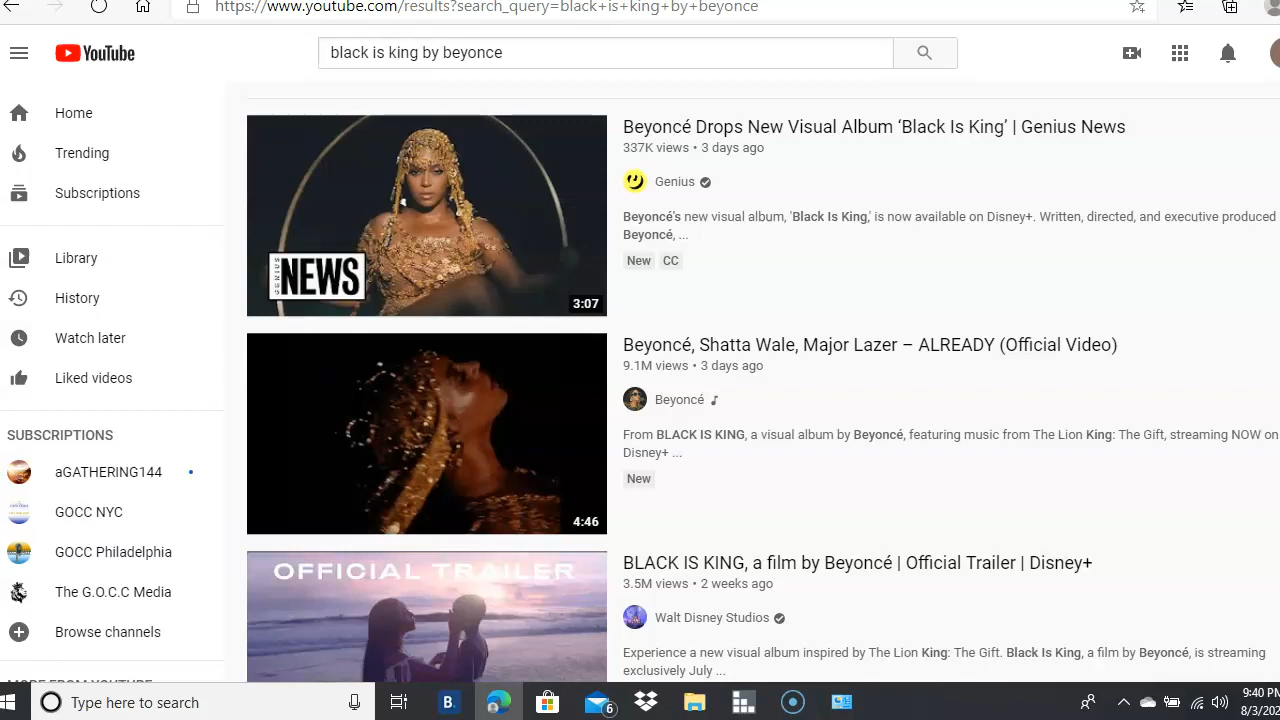 https://www.youtube.com/results?search_query=black+is+king+by+beyonce
YouTube
black is king by beyonce
Home
Trending
Subscriptions
Library
History
Watch later
Liked videos
SUBSCRIPTIONS
aGATHERING144
GOCC NYC
GOCC Philadelphia
The G.O.C.C Media
Browse channels
MORE FROM YOUTUBE
GENIUS
NEWS
3:07
Beyoncé Drops New Visual Album ‘Black Is King’ | Genius News
337K views • 3 days ago
Genius
Beyoncé's new visual album, 'Black Is King,' is now available on Disney+. Written, directed, and executive produced
Beyoncé, ...
New CC
4:46
Beyoncé, Shatta Wale, Major Lazer – ALREADY (Official Video)
9.1M views • 3 days ago
Beyoncé
From BLACK IS KING, a visual album by Beyoncé, featuring music from The Lion King: The Gift, streaming NOW on
Disney+ ...
New
OFFICIAL TRAILER
BLACK IS KING, a film by Beyoncé | Official Trailer | Disney+
3.5M views • 2 weeks ago
Walt Disney Studios
Experience a new visual album inspired by The Lion King: The Gift. Black Is King, a film by Beyoncé, is streaming
exclusively July ...
Type here to search
B.
6
9:40 PM
8/3/202